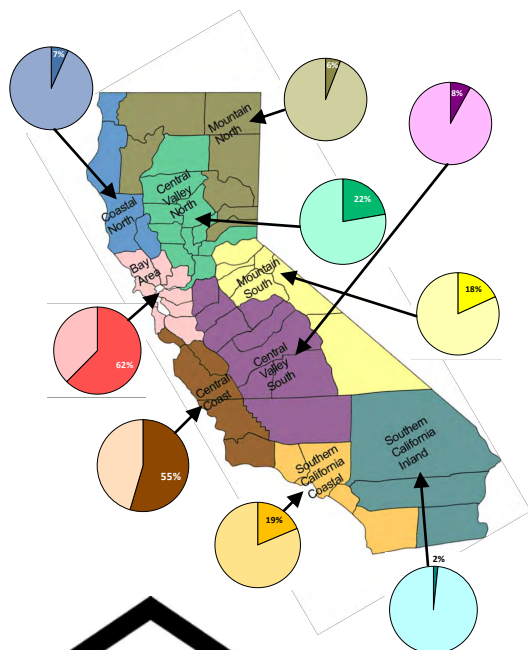 7%
6%
8%
Mountain
North
Central
Valley
North
22%
Coastal
North
Bay
Area
Mountain
South
18%
62%
Central
Valley
South
Central
Coast
Southern
California
Inland
55%
Southern
California
Coastal
19%
2%